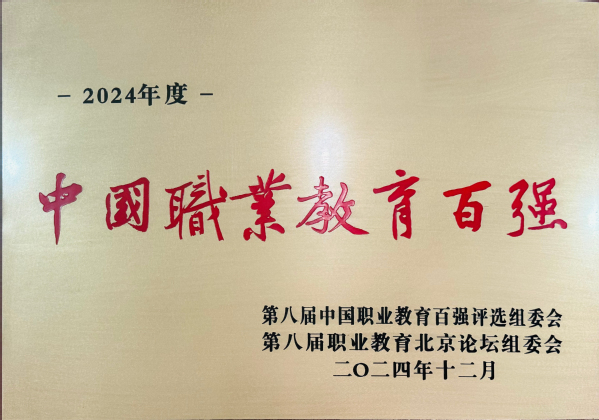 - 2024年度 -
中國職業教育百强
第八届中国职业教育百强评选组委会
第八届职业教育北京论坛组委会
二〇二四年十二月